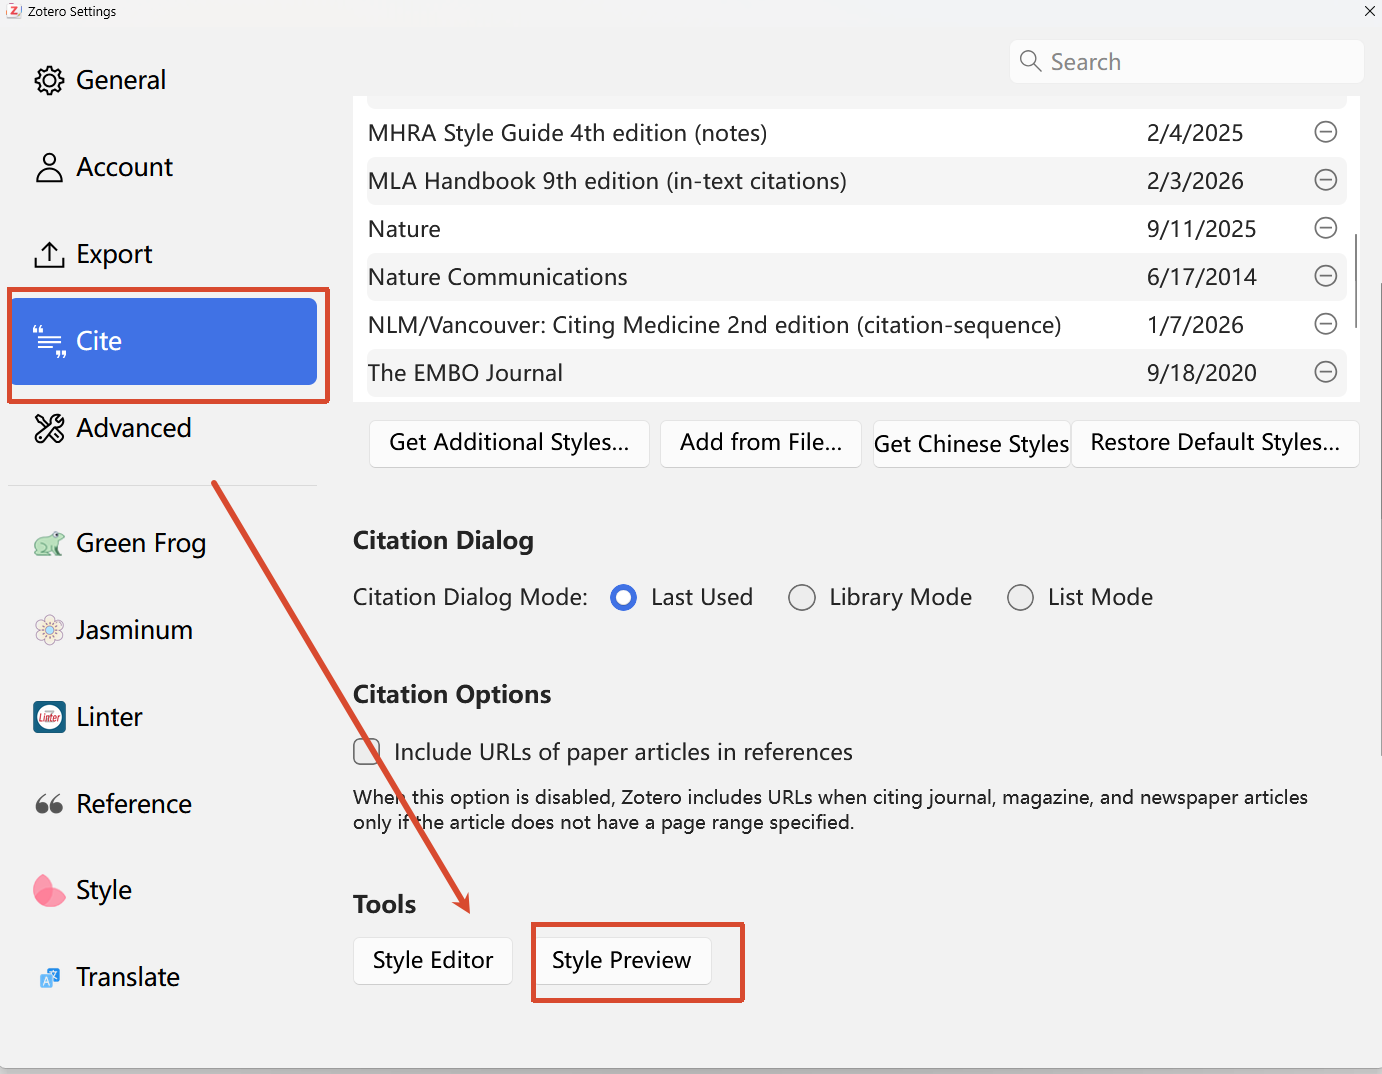 Zotero Settings
Search
General
Account
Export
Cite
Advanced
Green Frog
Jasminum
Linter
Linter
Reference
Style
Translate
MHRA Style Guide 4th edition (notes) 2/4/2025
MLA Handbook 9th edition (in-text citations) 2/3/2026
Nature 9/11/2025
Nature Communications 6/17/2014
NLM/Vancouver: Citing Medicine 2nd edition (citation-sequence) 1/7/2026
The EMBO Journal 9/18/2020
Get Additional Styles... Add from File... Get Chinese Styles Restore Default Styles...
Citation Dialog
Citation Dialog Mode: Last Used Library Mode List Mode
Citation Options
Include URLs of paper articles in references
When this option is disabled, Zotero includes URLs when citing journal, magazine, and newspaper articles
only if the article does not have a page range specified.
Tools
Style Editor Style Preview